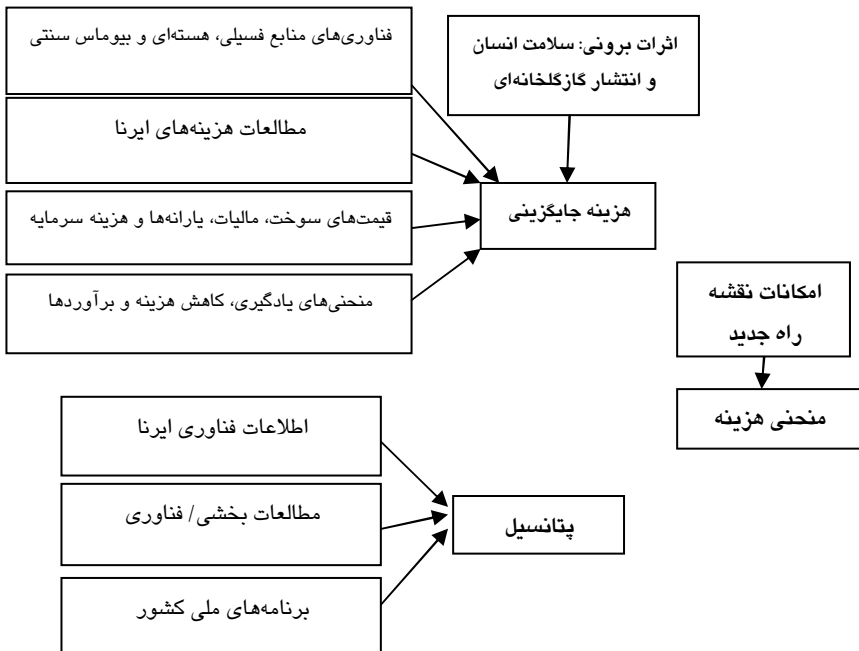 فناوری‌های منابع فسیلی، هسته‌ای و بیوماس سنتی
اثرات برونی: سلامت انسان
و انتشار گازگلخانه‌ای
مطالعات هزینه‌های ایرنا
هزینه جایگزینی
قیمت‌های سوخت، مالیات، یارانه‌ها و هزینه سرمایه
منحنی‌های یادگیری، کاهش هزینه و برآوردها
امکانات نقشه
راه جدید
منحنی هزینه
اطلاعات فناوری ایرنا
مطالعات بخشی/ فناوری
پتانسیل
برنامه‌های ملی کشور